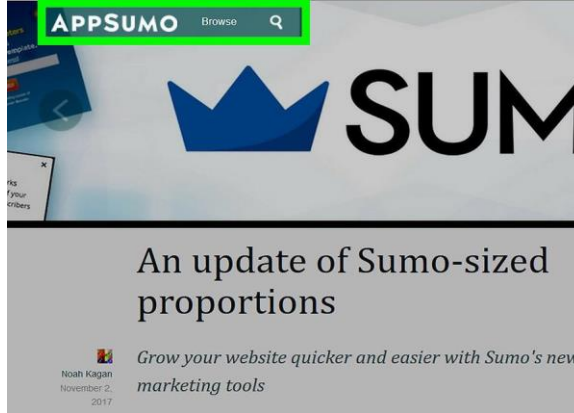 APPSUMO Browse
SUM
An update of Sumo-sized
proportions
Noah Kagan
November 2,
2017
Grow your website quicker and easier with Sumo's new
marketing tools